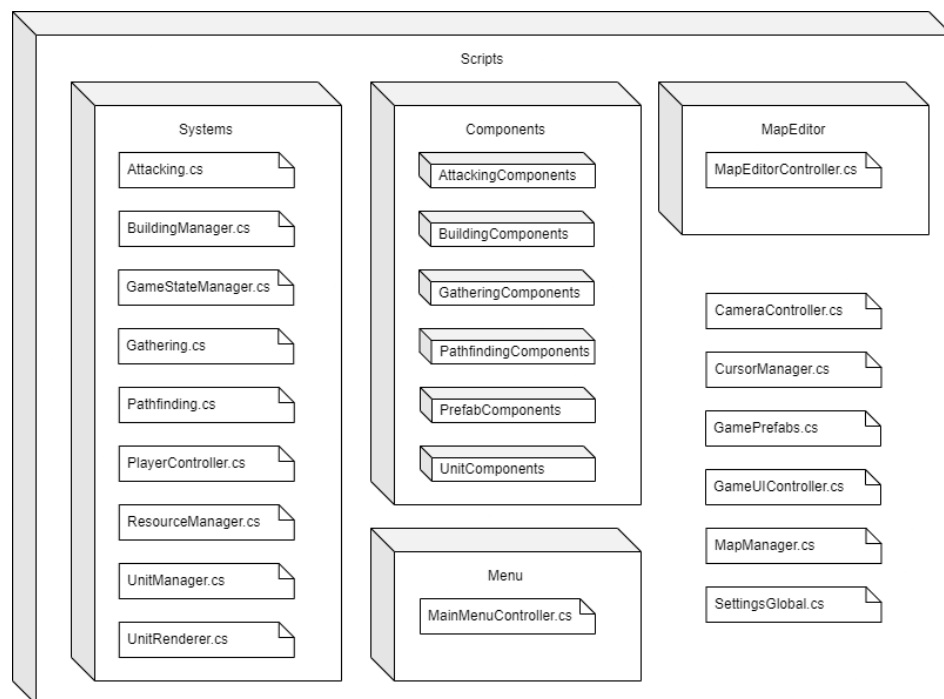 Scripts
Systems
Attacking.cs
BuildingManager.cs
GameStateManager.cs
Gathering.cs
Pathfinding.cs
PlayerController.cs
ResourceManager.cs
UnitManager.cs
UnitRenderer.cs
Components
AttackingComponents
BuildingComponents
GatheringComponents
PathfindingComponents
PrefabComponents
UnitComponents
Menu
MainMenuController.cs
MapEditor
MapEditorController.cs
CameraController.cs
CursorManager.cs
GamePrefabs.cs
GameUIController.cs
MapManager.cs
SettingsGlobal.cs